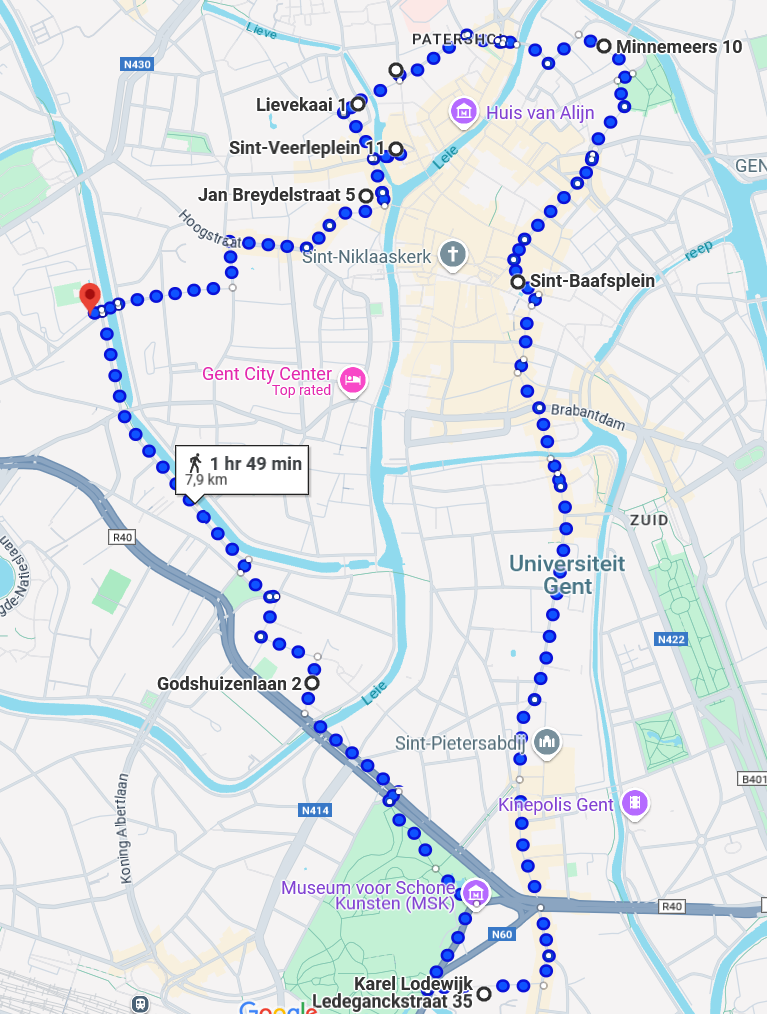 Lieve
PATERSHOL
Minnemeers 10
N430
Lievekaai 1
Huis van Alijn
Sint-Veerleplein 11
Leie
GEN
Jan Breydelstraat 5
Hoogstraat
Sint-Niklaaskerk
reep
Sint-Baafsplein
Gent City Center
Top rated
Brabantdam
1 hr 49 min
7,9 km
ZUID
R40
Universiteit
Gent
gde-Natieslaan
N422
Godshuizenlaan 2
Leie
Sint-Pietersabdij
B401
Koning Albertlaan
N414
Kinepolis Gent
Museum voor Schone
Kunsten (MSK)
R40
N60
Karel Lodewijk
Ledeganckstraat 35
Google